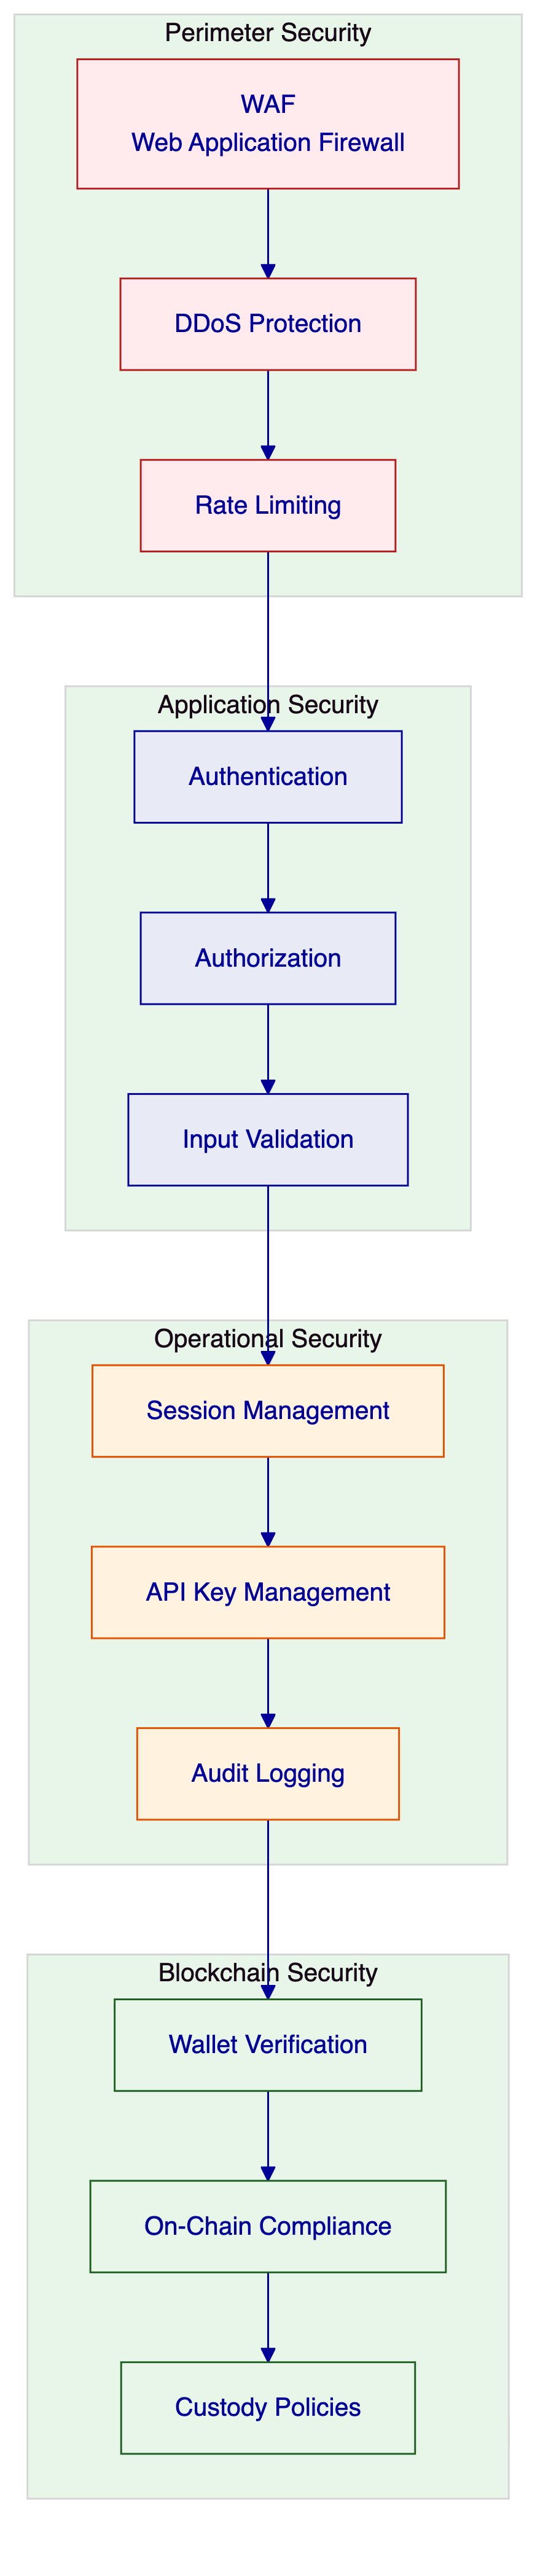 Perimeter Security
WAF
Web Application Firewall
DDoS Protection
Rate Limiting
Application Security
Authentication
Authorization
Input Validation
Operational Security
Session Management
API Key Management
Audit Logging
Blockchain Security
Wallet Verification
On-Chain Compliance
Custody Policies